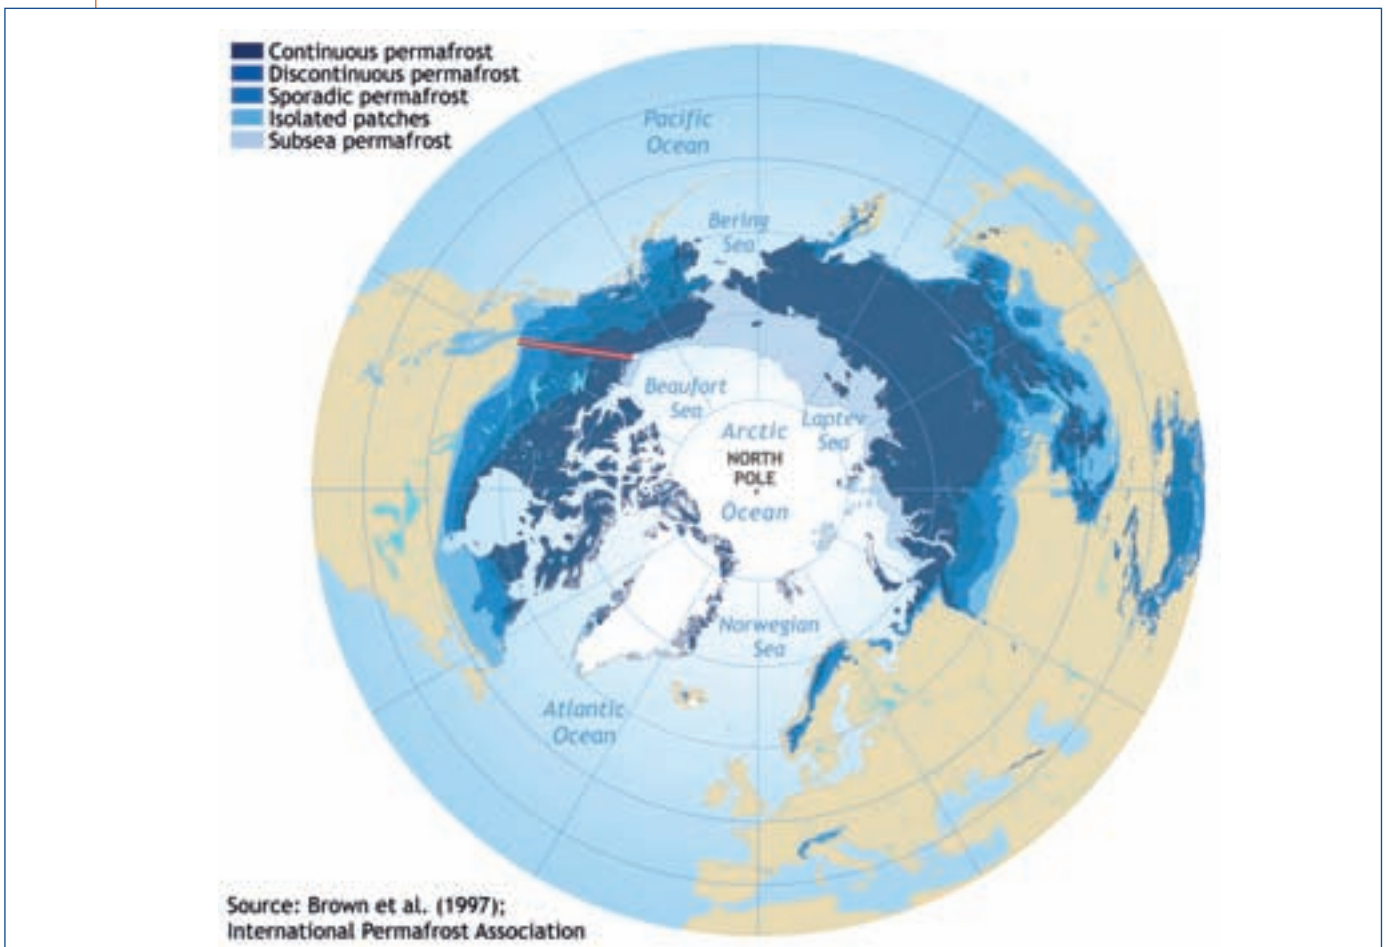 Continuous permafrost
Discontinuous permafrost
Sporadic permafrost
Isolated patches
Subsea permafrost
Pacific
Ocean
Bering
Sea
Beaufort
Sea
Laptev
Sea
Arctic
NORTH
POLE
Ocean
Norwegian
Sea
Atlantic
Ocean
Source: Brown et al. (1997);
International Permafrost Association